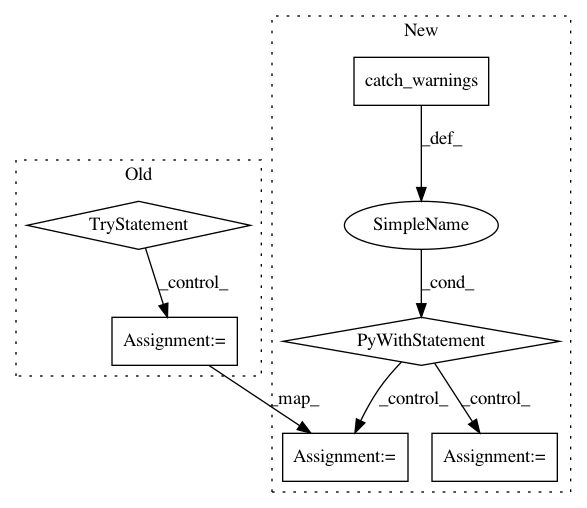 New
catch_warnings
_def_
Old
TryStatement
SimpleName
_control_
_cond_
Assignment:=
PyWithStatement
_map_
_control_
_control_
Assignment:=
Assignment:=